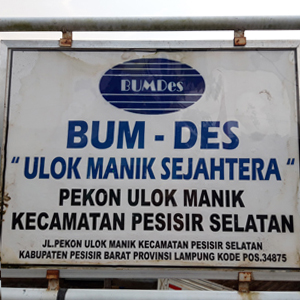 BUMDes
BUM - DES
" ULOK MANIK SEJAHTERA "
PEKON ULOK MANIK
KECAMATAN PESISIR SELATAN
JL.PEKON ULOK MANIK KECAMATAN PESISIR SELATAN
KABUPATEN PESISIR BARAT PROVINSI LAMPUNG KODE POS.34875